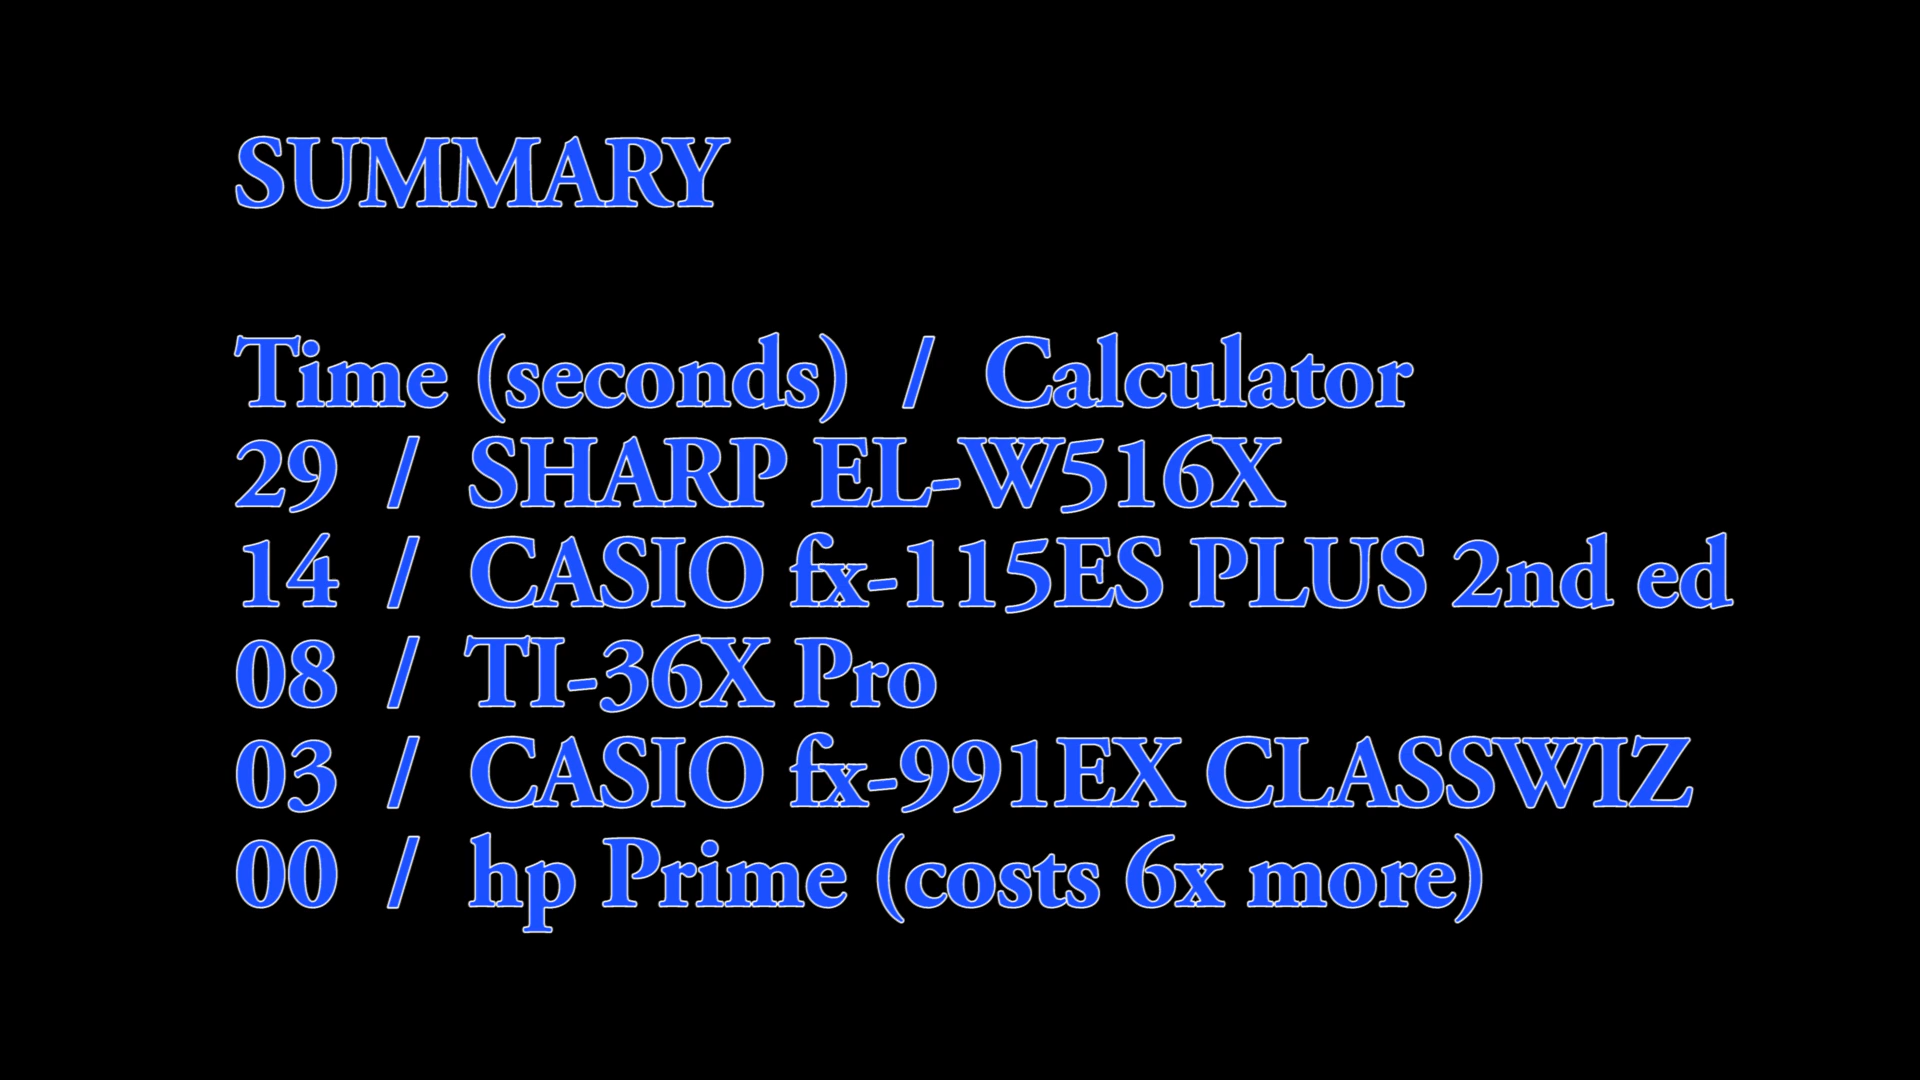 SUMMARY
Time (seconds) / Calculator
29 / SHARP EL-W516X
14 / CASIO fx-115ES PLUS 2nd ed
08 / TI-36X Pro
03 / CASIO fx-991EX CLASSWIZ
00 / hp Prime (costs 6x more)